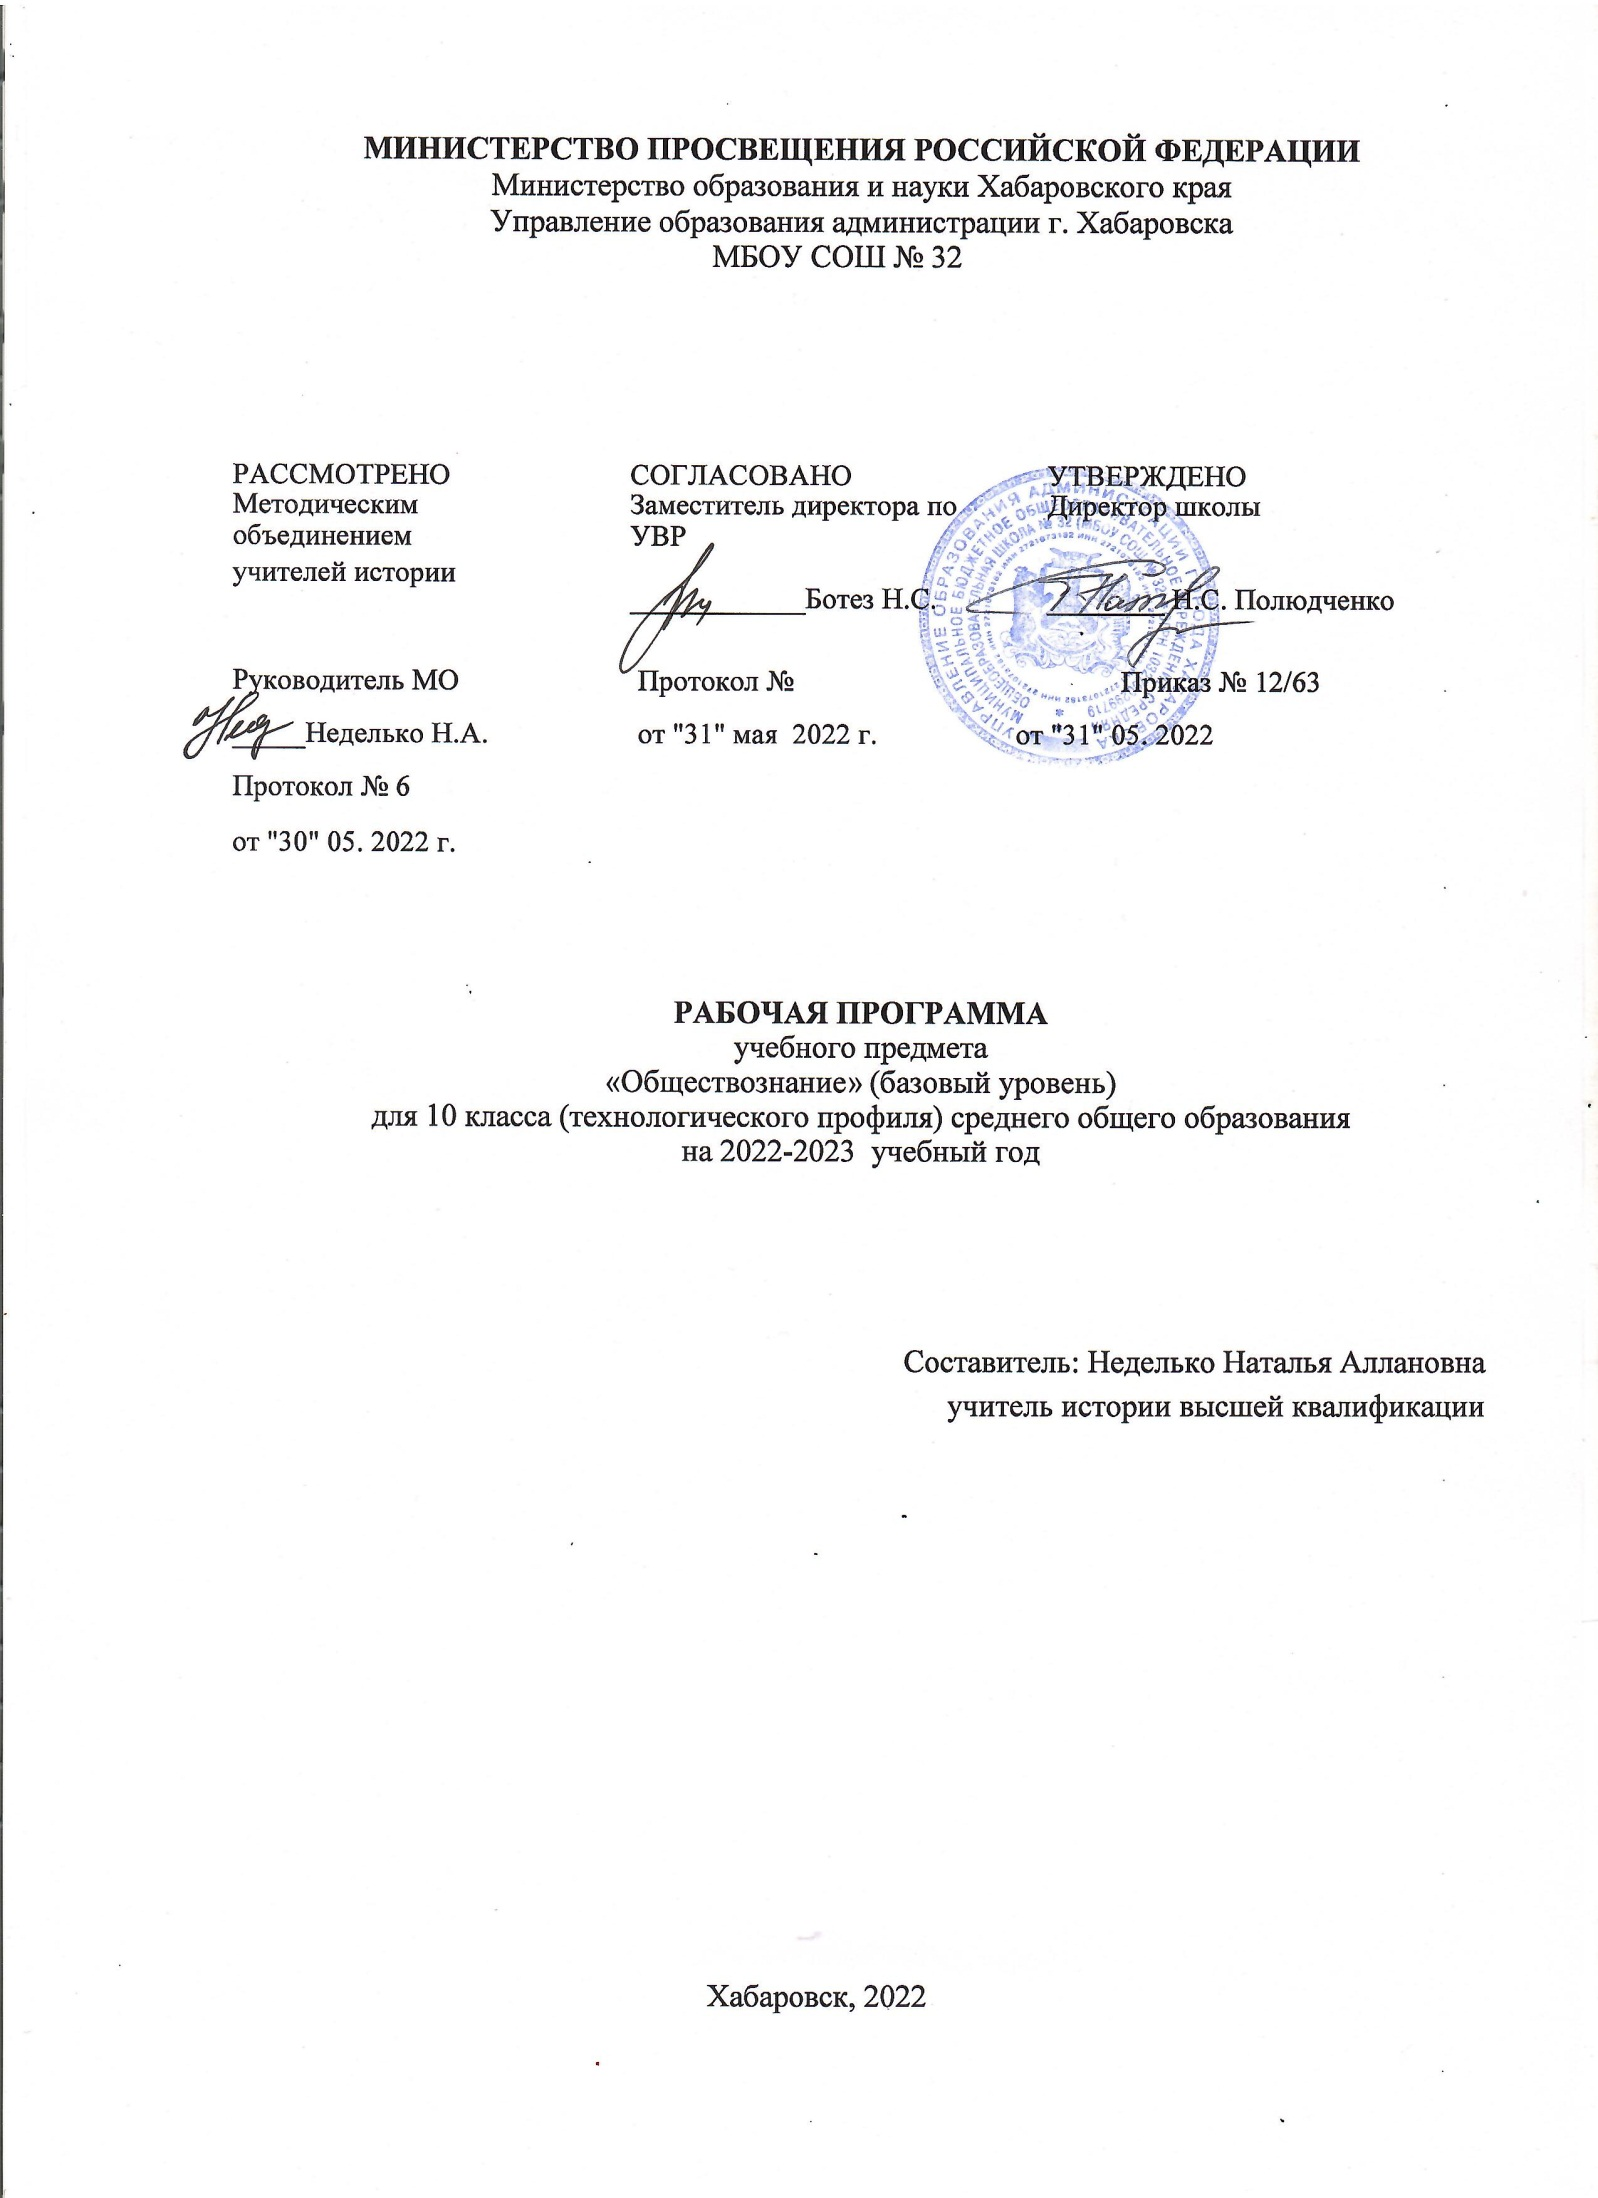 МИНИСТЕРСТВО ПРОСВЕЩЕНИЯ РОССИЙСКОЙ ФЕДЕРАЦИИ
Министерство образования и науки Хабаровского края
Управление образования администрации г. Хабаровска
МБОУ СОШ № 32
РАССМОТРЕНО
Методическим
объединением
учителей истории
Руководитель МО
_____Неделько Н.А.
Протокол № 6
от "30" 05. 2022 г.
СОГЛАСОВАНО
Заместитель директора по
УВР
____________Ботез Н.С.
Протокол №
от "31" мая 2022 г.
УТВЕРЖДЕНО
Директор школы
________Н.С. Полюдченко
Приказ № 12/63
от "31" 05. 2022
РАБОЧАЯ ПРОГРАММА
учебного предмета
«Обществознание» (базовый уровень)
для 10 класса (технологического профиля) среднего общего образования
на 2022-2023 учебный год
Составитель: Неделько Наталья Аллановна
учитель истории высшей квалификации
Хабаровск, 2022